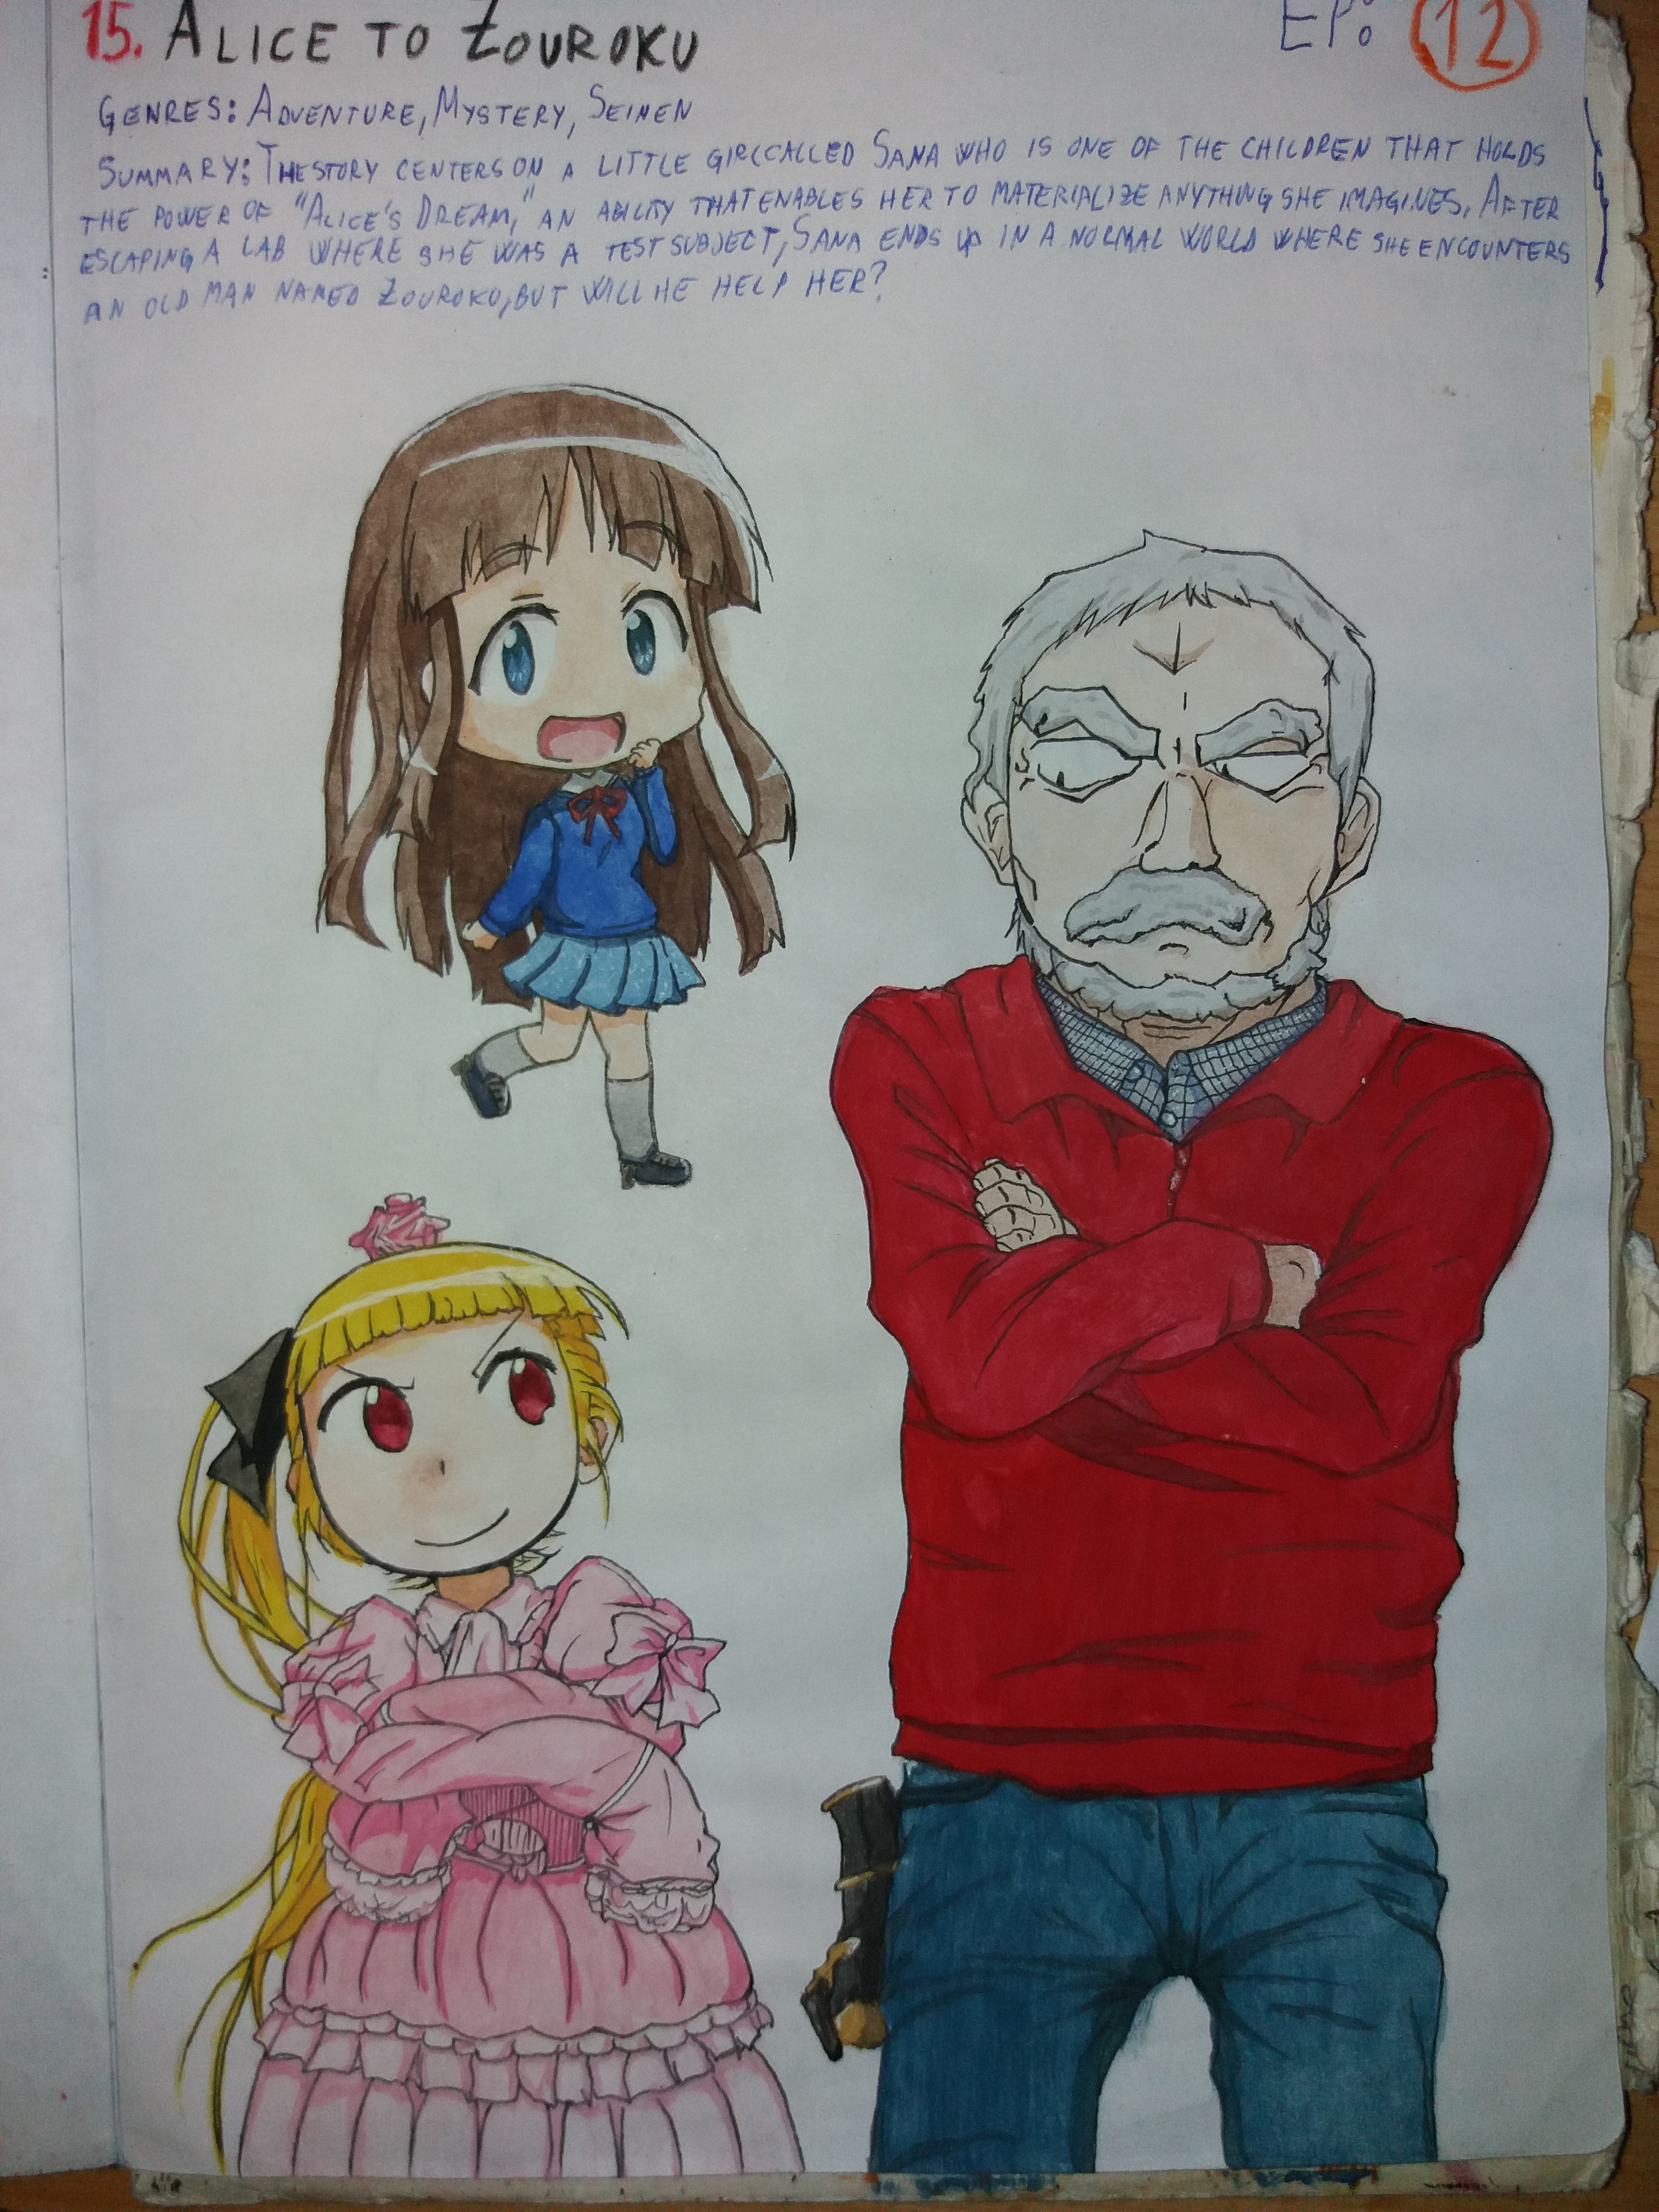 15. ALICE TO ZOUROKU EP: 12
GENRES: ADVENTURE, MYSTERY, SEINEN
SUMMARY: THE STORY CENTERS ON A LITTLE GIRL CALLED SANA WHO IS ONE OF THE CHILDREN THAT HOLDS
THE POWER OF "ALICE'S DREAM," AN ABILITY THAT ENABLES HER TO MATERIALIZE ANYTHING SHE IMAGINES. AFTER
ESCAPING A LAB WHERE SHE WAS A TEST SUBJECT, SANA ENDS UP IN A NORMAL WORLD WHERE SHE ENCOUNTERS
AN OLD MAN NAMED ZOUROKO, BUT WILL HE HELP HER?